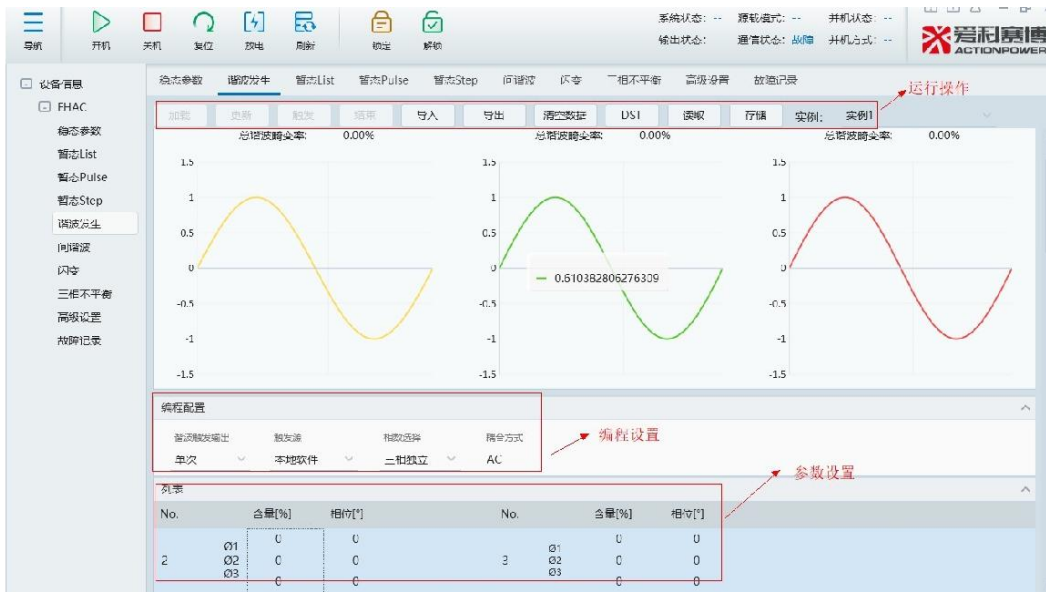 系统状态: -- 源载模式: -- 并机状态: --
输出状态: 通信状态: 故障 并机方式: --
导航 开机 关机 复位 放电 刷新 锁定 解锁
爱科赛博
ACTIONPOWER
设备信息
EHAC
稳态参数
暂态List
暂态Pulse
暂态Step
谐波发生
间谐波
闪变
三相不平衡
高级设置
故障记录
稳态参数 谐波发生 暂态List 暂态Pulse 暂态Step 间谐波 闪变 三相不平衡 高级设置 故障记录
运行操作
加载 更新 触发 结束 导入 导出 清空数据 DST 读取 存储 实例: 实例1
总谐波畸变率: 0.00% 总谐波畸变率: 0.00% 总谐波畸变率: 0.00%
1.5 1.5 1.5
1 1 1
0.5 0.5 0.5
0 0 0
0.610382806276309
-0.5 -0.5 -0.5
-1 -1 -1
-1.5 -1.5 -1.5
编程配置
谐波触发输出 触发源 相数选择 耦合方式
单次 本地软件 三相独立 AC
编程设置
参数设置
列表
No. 含量[%] 相位[°] No. 含量[%] 相位[°]
Ø1 0 0 Ø1 0 0
2 Ø2 0 0 3 Ø2 0 0
Ø3 0 0 Ø3 0 0